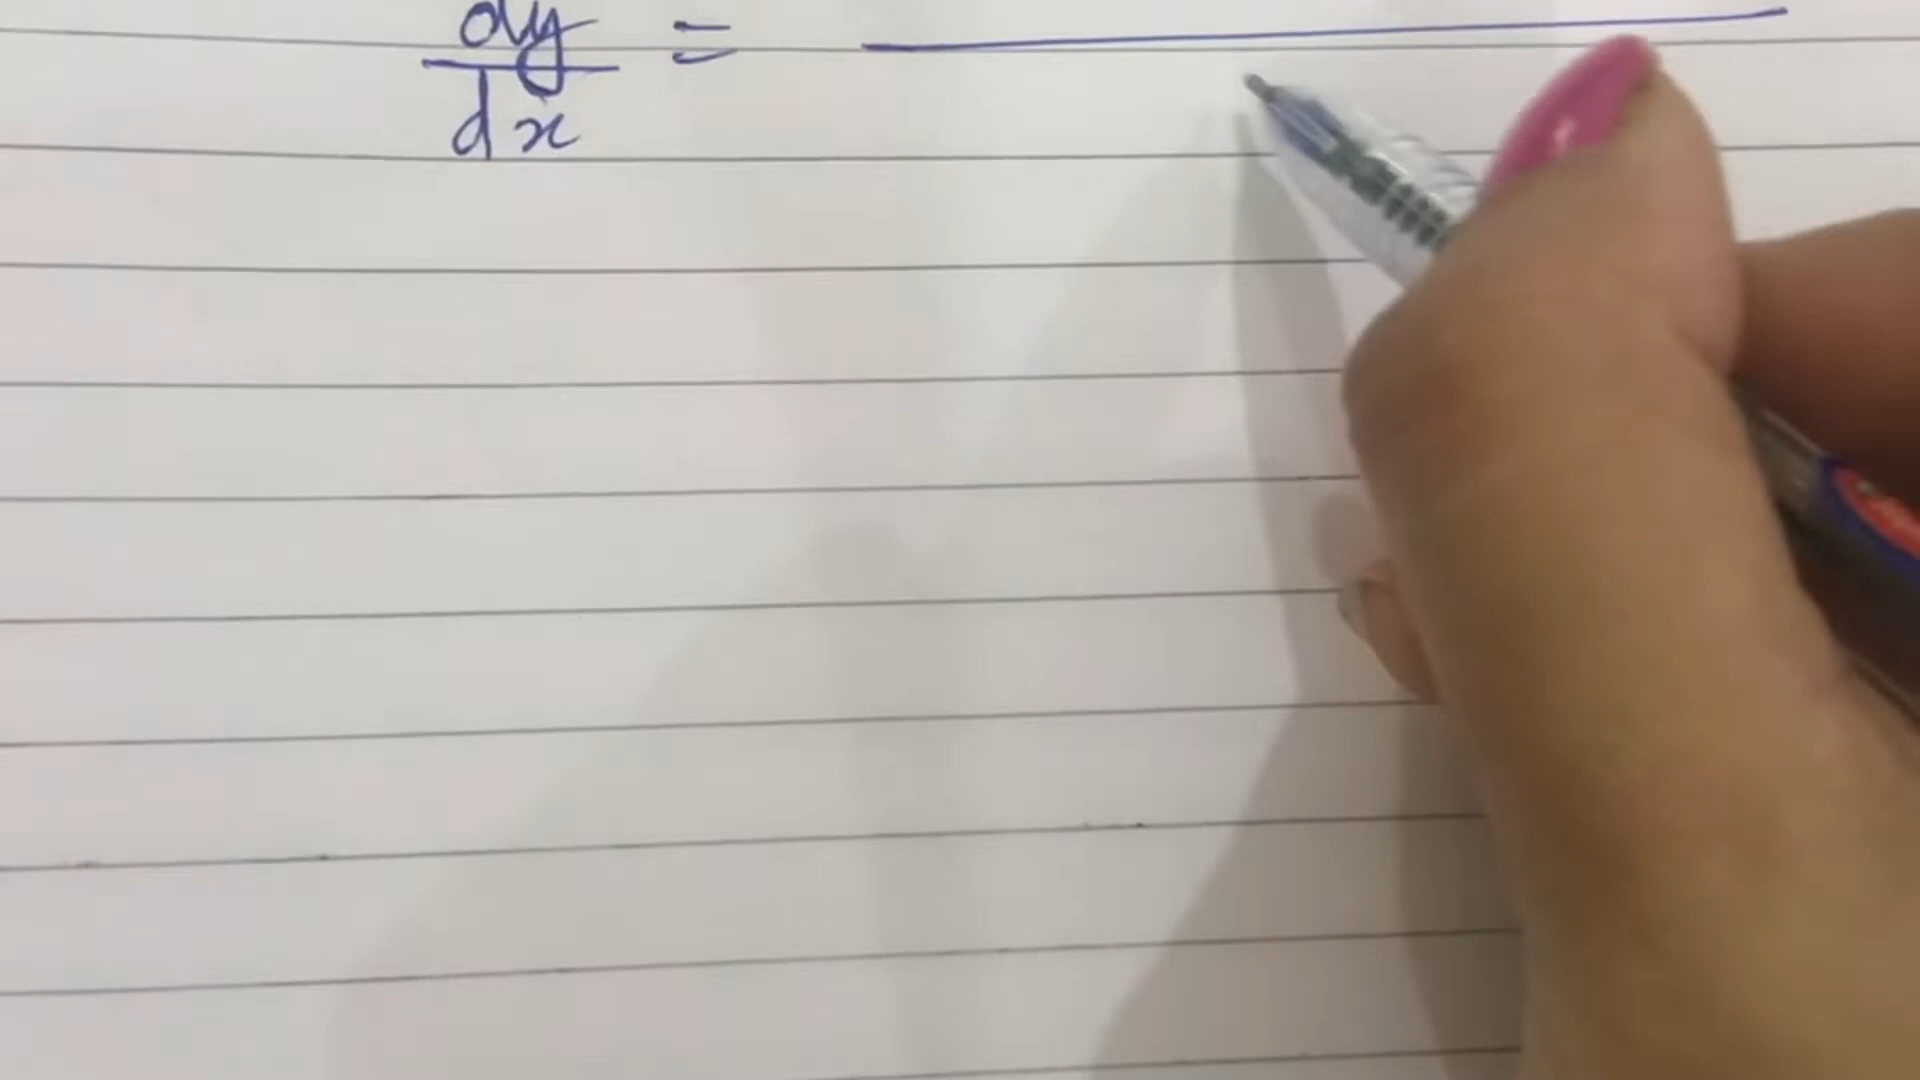 dy/dx =